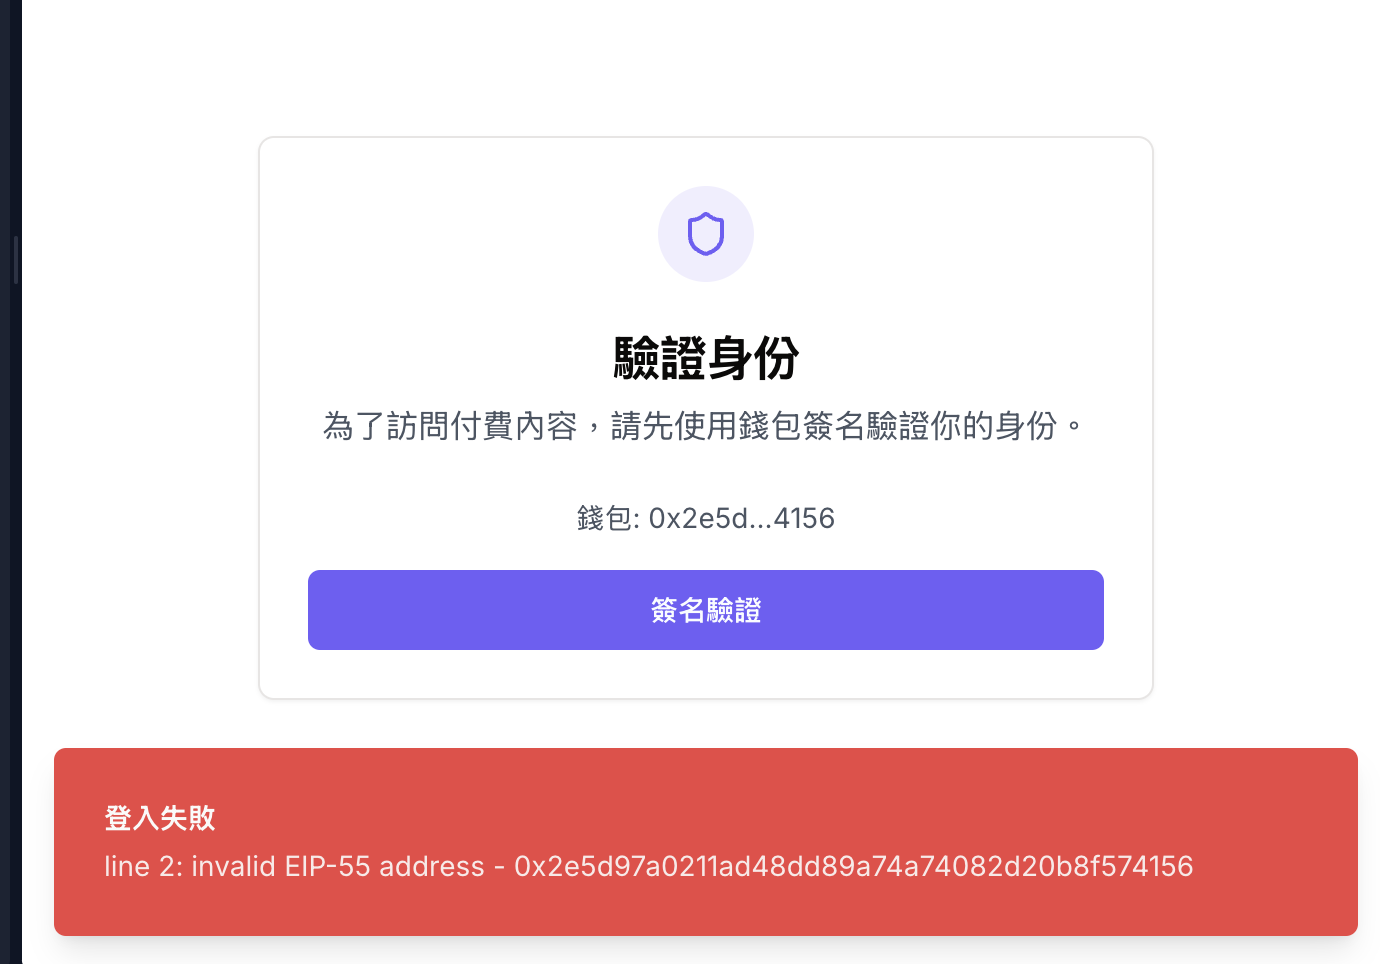 驗證身份
為了訪問付費內容，請先使用錢包簽名驗證你的身份。
錢包: 0x2e5d...4156
簽名驗證
登入失敗
line 2: invalid EIP-55 address - 0x2e5d97a0211ad48dd89a74a74082d20b8f574156